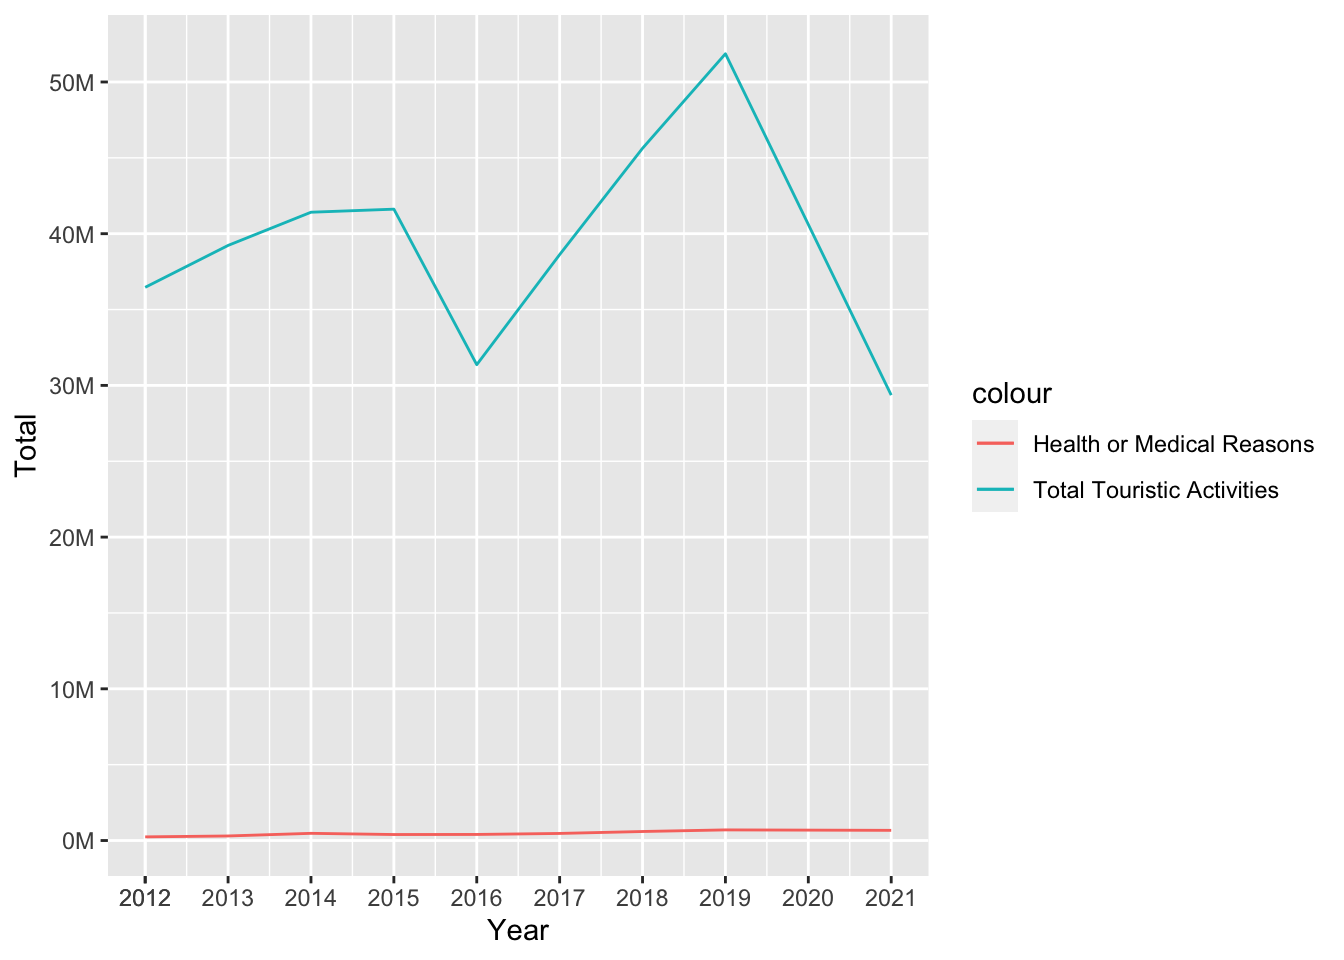 50M
40M
30M
20M
10M
0M
Total
2012 2013 2014 2015 2016 2017 2018 2019 2020 2021
Year
colour
Health or Medical Reasons
Total Touristic Activities